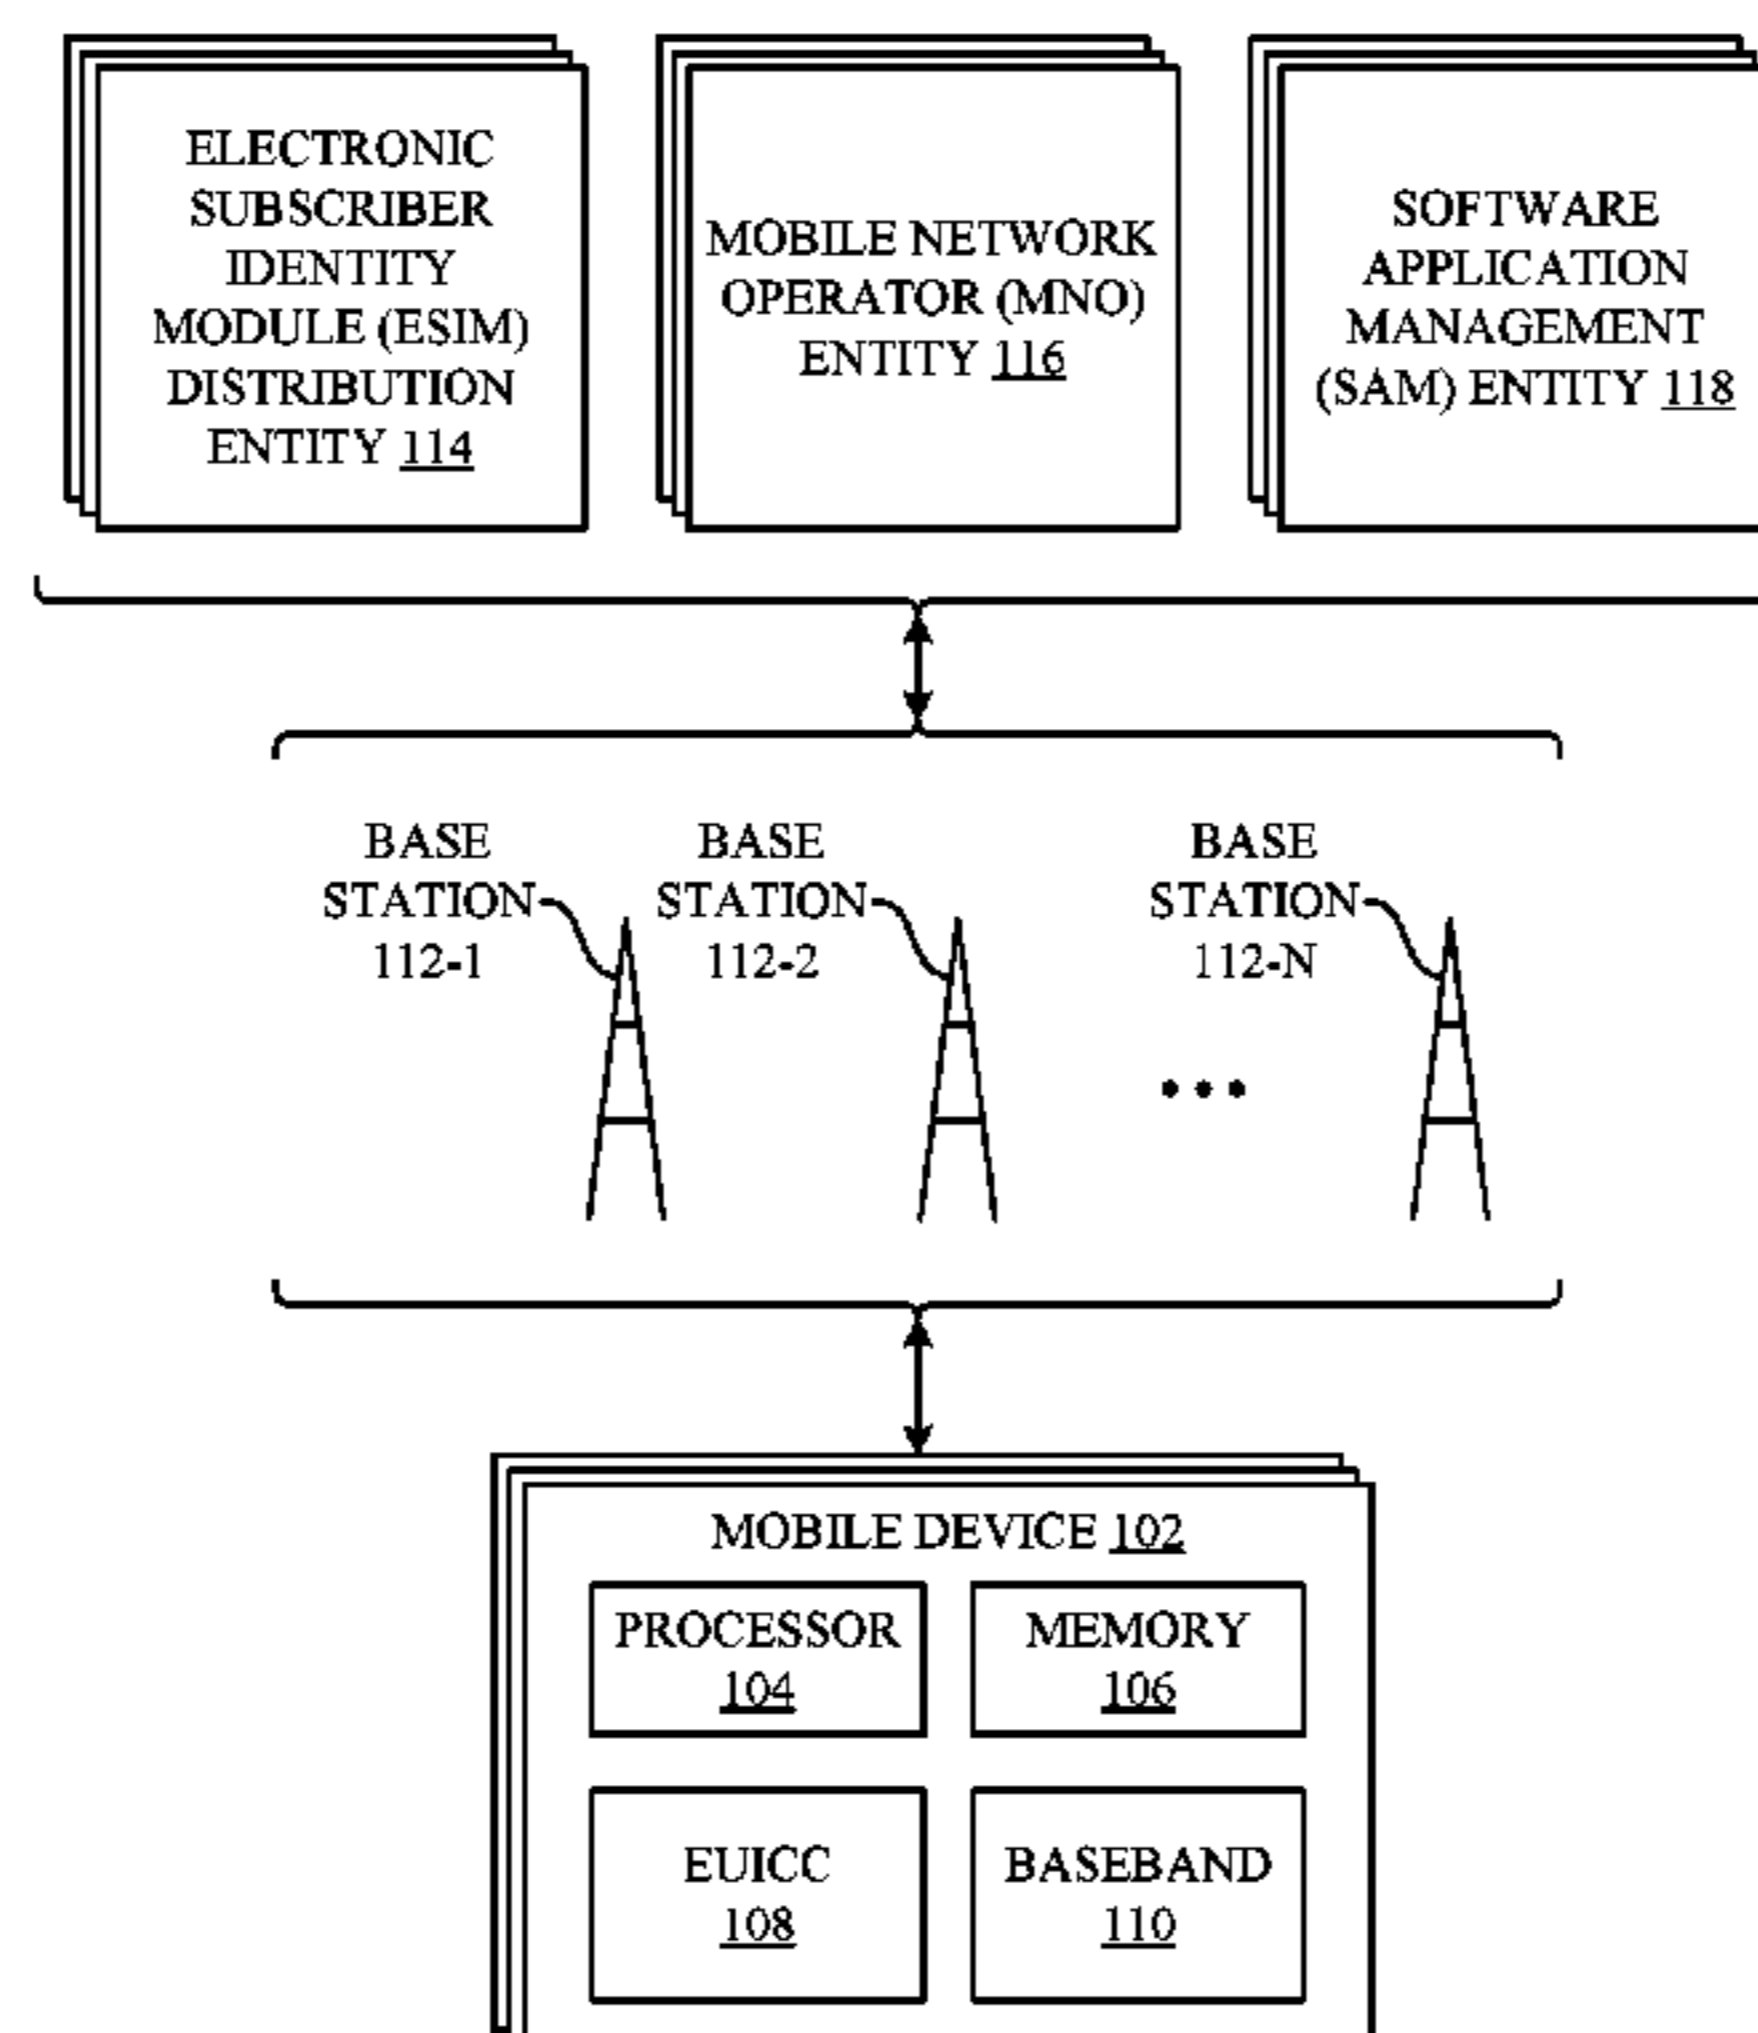 ELECTRONIC
SUBSCRIBER
IDENTITY
MODULE (ESIM)
DISTRIBUTION
ENTITY 114
MOBILE NETWORK
OPERATOR (MNO)
ENTITY 116
SOFTWARE
APPLICATION
MANAGEMENT
(SAM) ENTITY 118
BASE
STATION
112-1
BASE
STATION
112-2
BASE
STATION
112-N
MOBILE DEVICE 102
PROCESSOR
104
MEMORY
106
EUICC
108
BASEBAND
110